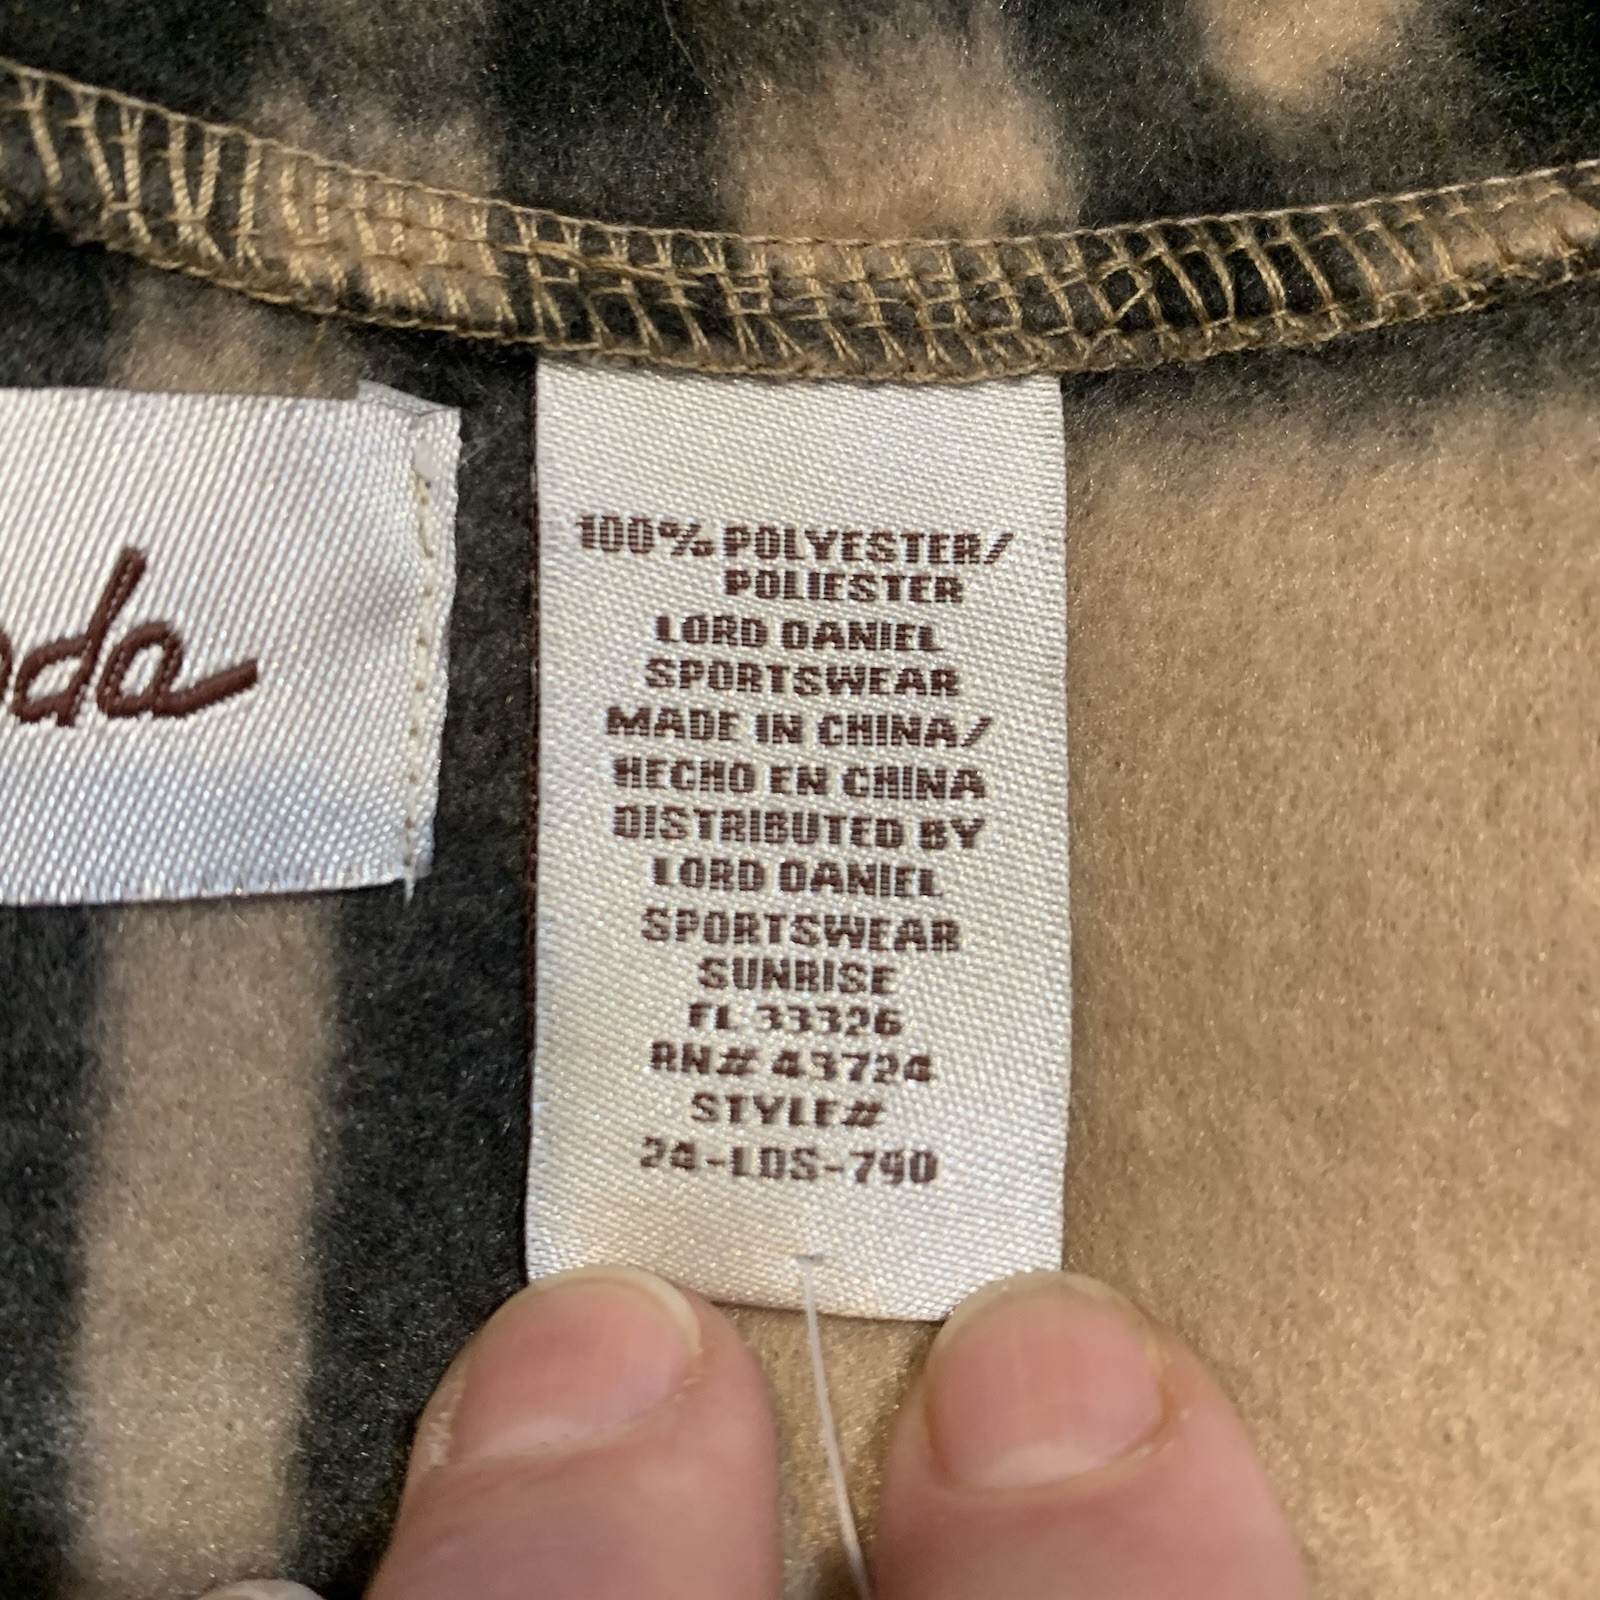 100% POLYESTER/
POLIESTER
LORD DANIEL
SPORTSWEAR
MADE IN CHINA/
HECHO EN CHINA
DISTRIBUTED BY
LORD DANIEL
SPORTSWEAR
SUNRISE
FL 33326
RN# 43724
STYLE#
24-LDS-790